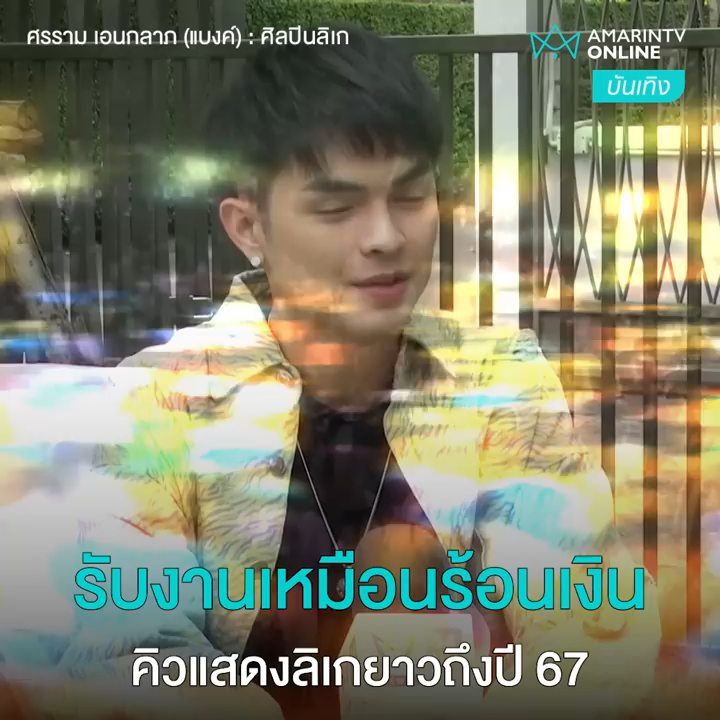 ศรราม เอนกลาภ (แบงค์) : ศิลปินลิเก
AMARINTV
ONLINE
บันเทิง
รับงานเหมือนร้อนเงิน
คิวแสดงลิเกยาวถึงปี 67